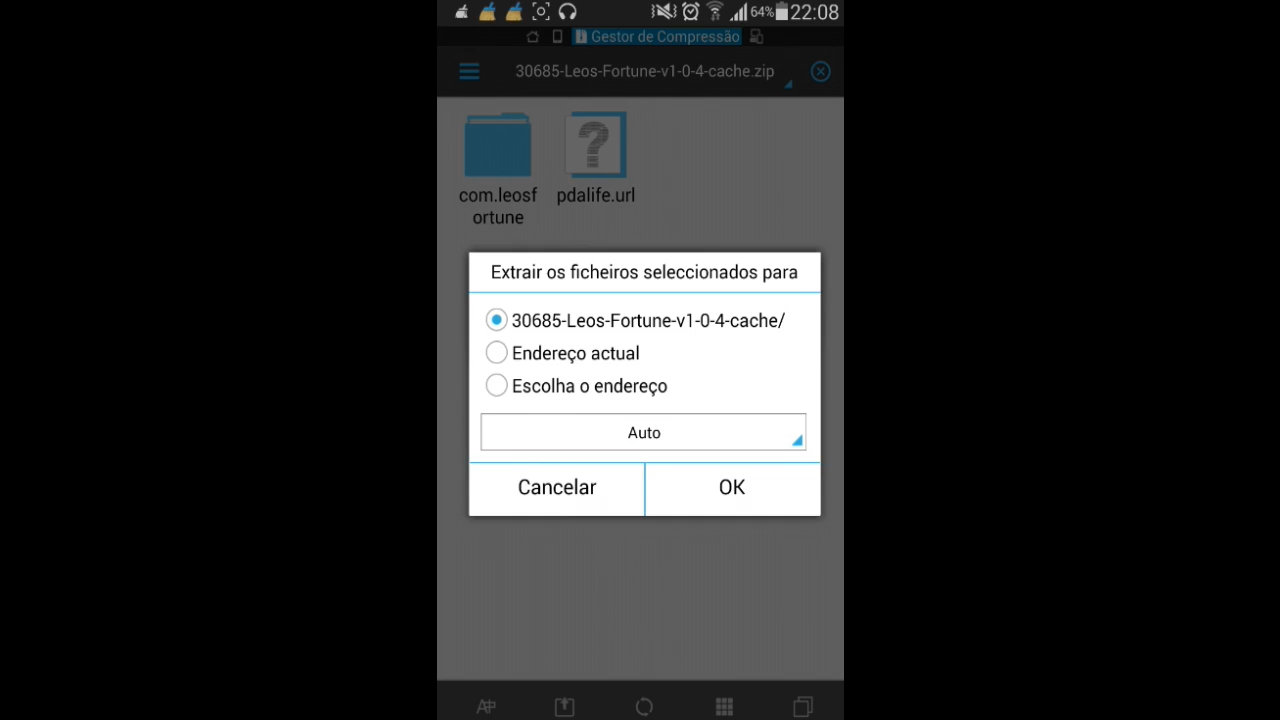 64% 22:08
Gestor de Compressão
30685-Leos-Fortune-v1-0-4-cache.zip
com.leosf
ortune
pdalife.url
Extrair os ficheiros seleccionados para
30685-Leos-Fortune-v1-0-4-cache/
Endereço actual
Escolha o endereço
Auto
Cancelar
OK